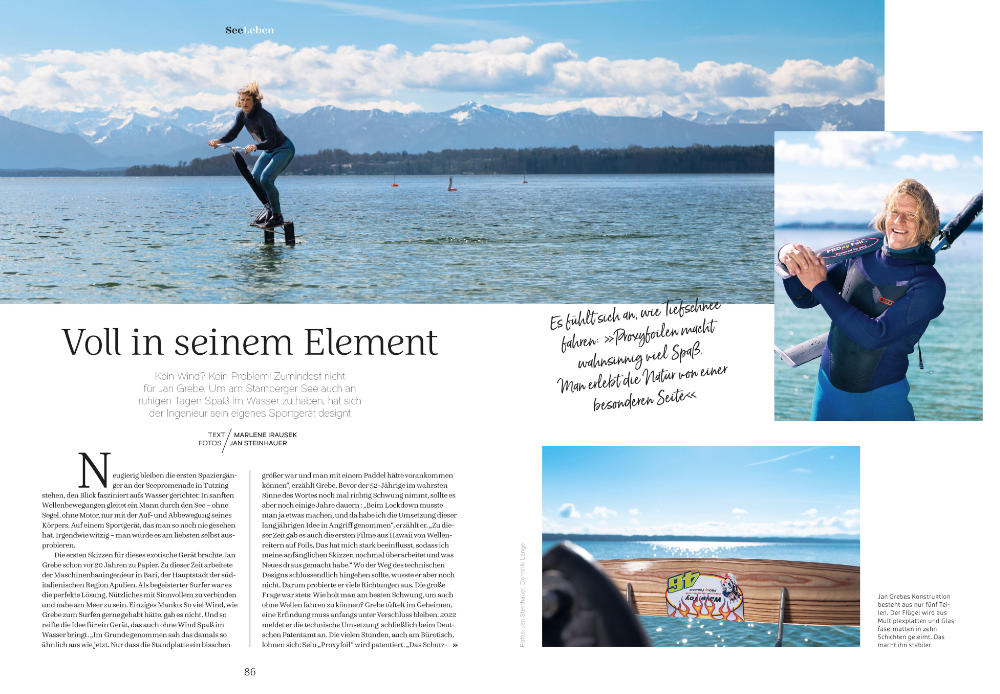 SeeLeben
Voll in seinem Element
Kein Wind? Kein Problem! Zumindest nicht
für Jan Grebe. Um am Starnberger See auch an
ruhigen Tagen Spaß im Wasser zu haben, hat sich
der Ingenieur sein eigenes Sportgerät designt
TEXT / MARLENE IRAUSEK
FOTOS / JAN STEINHAUER
Neugierig bleiben die ersten Spaziergän-
ger an der Seepromenade in Tutzing
stehen, den Blick fasziniert aufs Wasser gerichtet: In sanften
Wellenbewegungen gleitet ein Mann durch den See – ohne
Segel, ohne Motor, nur mit der Auf- und Abbewegung seines
Körpers. Auf einem Sportgerät, das man so noch nie gesehen
hat. Irgendwie witzig – man würde es am liebsten selbst aus-
probieren.
Die ersten Skizzen für dieses exotische Gerät brachte Jan
Grebe schon vor 20 Jahren zu Papier. Zu dieser Zeit arbeitete
der Maschinenbauingenieur in Bari, der Hauptstadt der süd-
italienischen Region Apulien. Als begeisterter Surfer war es
die perfekte Lösung, Nützliches mit Sinnvollem zu verbinden
und nahe am Meer zu sein. Einziges Manko: So viel Wind, wie
Grebe zum Surfen gerne gehabt hätte, gab es nicht. Und so
reifte die Idee für ein Gerät, das auch ohne Wind Spaß im
Wasser bringt. „Im Grunde genommen sah das damals so
ähnlich aus wie jetzt. Nur dass die Standplatte ein bisschen
größer war und man mit einem Paddel hätte vorankommen
können“, erzählt Grebe. Bevor der 52-Jährige im wahrsten
Sinne des Wortes noch mal richtig Schwung nimmt, sollte es
aber noch einige Jahre dauern: „Beim Lockdown musste
man ja etwas machen, und da habe ich die Umsetzung dieser
langjährigen Idee in Angriff genommen“, erzählt er. „Zu die-
ser Zeit gab es auch die ersten Filme aus Hawaii von Wellen-
reitern auf Foils. Das hat mich stark beeinflusst, sodass ich
meine anfänglichen Skizzen nochmal überarbeitet und was
Neues draus gemacht habe.“ Wo der Weg des technischen
Designs schlussendlich hingehen sollte, wusste er aber noch
nicht. Darum probierte er viele Richtungen aus. Die große
Frage war stets: Wie holt man am besten Schwung, um auch
ohne Wellen fahren zu können? Grebe tüftelt im Geheimen,
eine Erfindung muss anfangs unter Verschluss bleiben. 2022
meldet er die technische Umsetzung schließlich beim Deut-
schen Patentamt an. Die vielen Stunden, auch am Bürotisch,
lohnen sich: Sein „Proxyfoil“ wird patentiert. „Das Schutz- »
86
Es fühlt sich an, wie Tiefschnee
fahren: »Proxyfoilen macht
wahnsinnig viel Spaß.
Man erlebt die Natur von einer
besonderen Seite«
Fotos: Jan Steinhauer, Dominik Lange
46
Jan Grebes Konstruktion
besteht aus nur fünf Tei-
len. Der Flügel wird aus
Multiplexplatten und Glas-
fasermatten in zehn
Schichten geleimt. Das
macht ihn stabiler